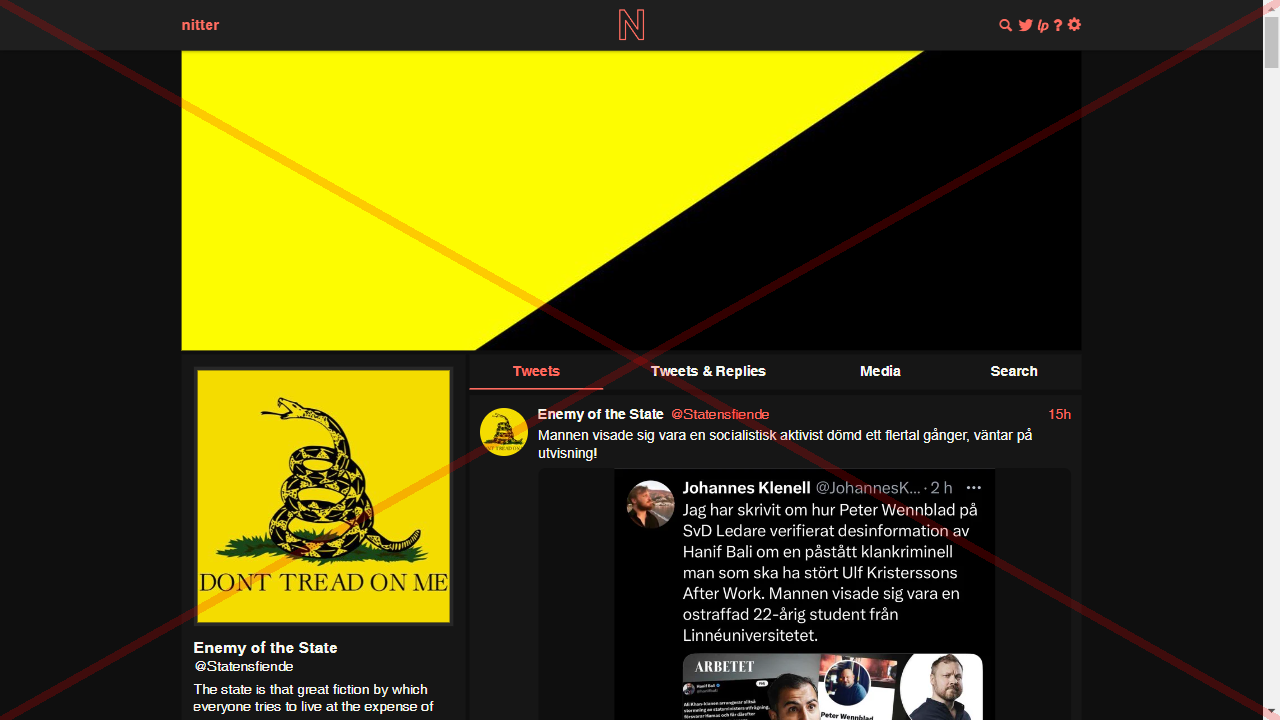 nitter
N
lp ?
Tweets
Tweets & Replies
Media
Search
DONT TREAD ON ME
Enemy of the State
@Statensfiende
The state is that great fiction by which
everyone tries to live at the expense of
Enemy of the State @Statensfiende 15h
Mannen visade sig vara en socialistisk aktivist dömd ett flertal gånger, väntar på
utvisning!
Johannes Klenell @JohannesK... · 2 h ...
Jag har skrivit om hur Peter Wennblad på
SvD Ledare verifierat desinformation av
Hanif Bali om en påstått klankriminell
man som ska ha stört Ulf Kristerssons
After Work. Mannen visade sig vara en
ostraffad 22-årig student från
Linnéuniversitetet.
ARBETET
Hanif Bali
Peter Wennblad